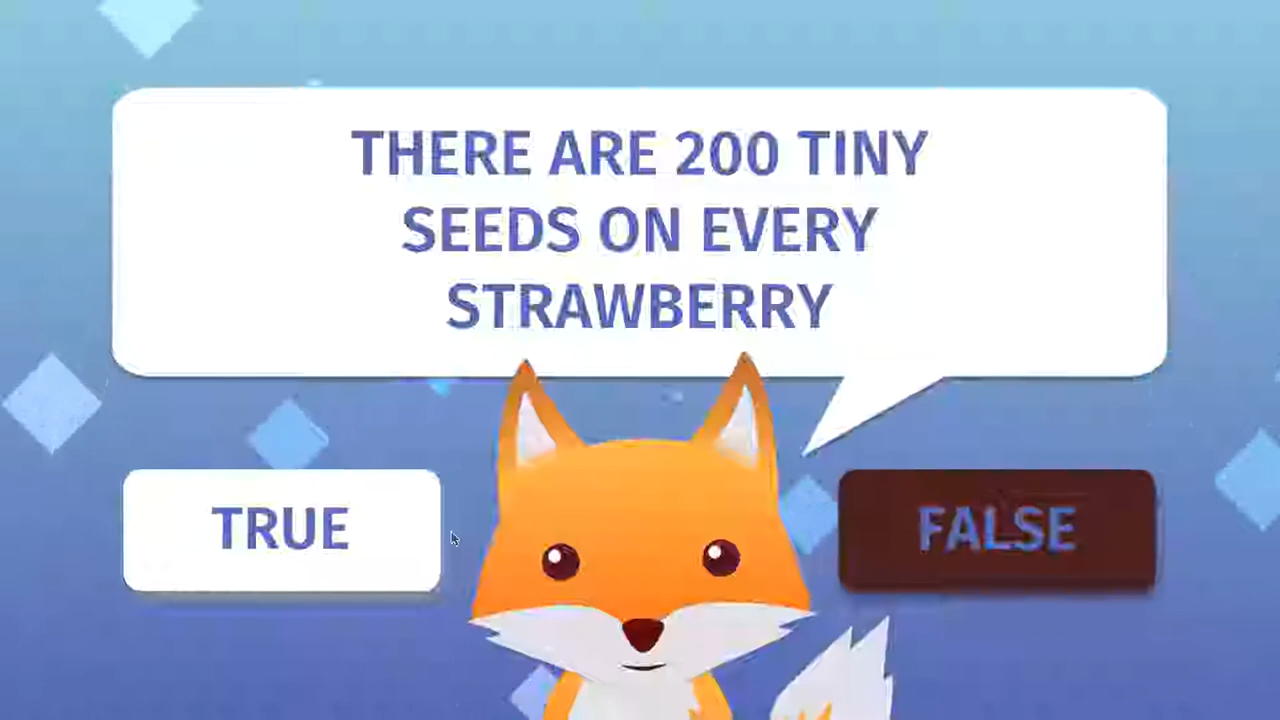 THERE ARE 200 TINY
SEEDS ON EVERY
STRAWBERRY
TRUE
FALSE